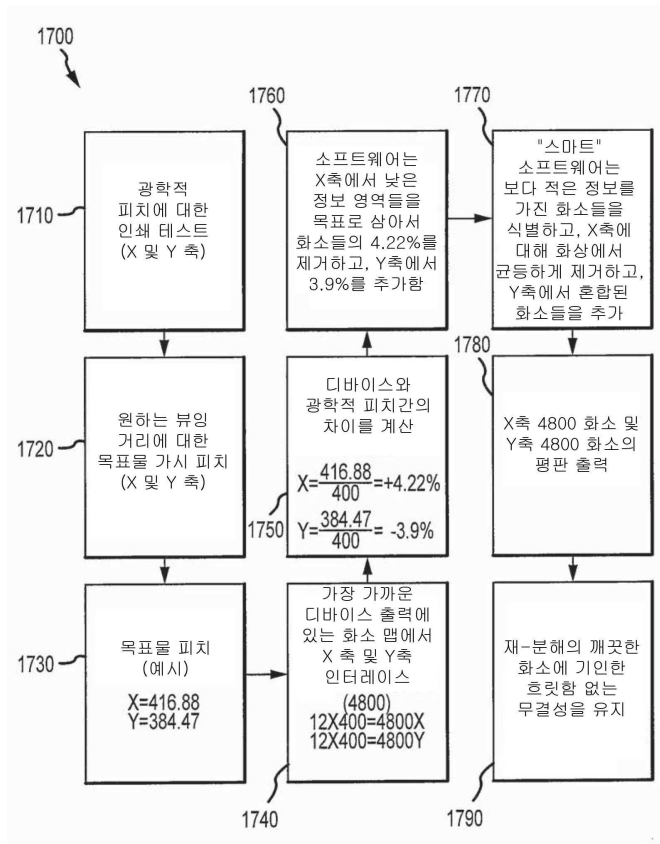 1700
1710
광학적
피치에 대한
인쇄 테스트
(X 및 Y 축)
1720
원하는 뷰잉
거리에 대한
목표물 가시 피치
(X 및 Y 축)
1730
목표물 피치
(예시)
X=416.88
Y=384.47
1740
가장 가까운
디바이스 출력에
있는 화소 맵에서
X 축 및 Y축
인터레이스
(4800)
12X400=4800X
12X400=4800Y
1750
디바이스와
광학적 피치간의
차이를 계산
X=416.88/400=+4.22%
Y=384.47/400= -3.9%
1760
소프트웨어는
X축에서 낮은
정보 영역들을
목표로 삼아서
화소들의 4.22%를
제거하고, Y축에서
3.9%를 추가함
1770
"스마트"
소프트웨어는
보다 적은 정보를
가진 화소들을
식별하고, X축에
대해 화상에서
균등하게 제거하고,
Y축에서 혼합된
화소들을 추가
1780
X축 4800 화소 및
Y축 4800 화소의
평판 출력
1790
재-분해의 깨끗한
화소에 기인한
흐릿함 없는
무결성을 유지